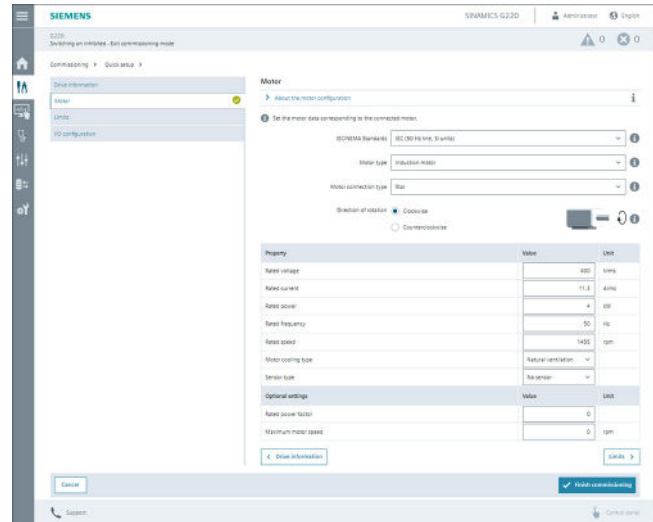 SIEMENS
SINAMICS G220
Administrator
English
G220:
Switching on inhibited - Exit commissioning mode
0
0
Commissioning > Quick setup >
Drive information
Motor
Limits
I/O configuration
Motor
> About the motor configuration
Set the motor data corresponding to the connected motor.
IEC/NEMA Standards
IEC (50 Hz line, SI units)
Motor type
Induction motor
Motor connection type
Star
Direction of rotation
Clockwise
Counterclockwise
Property Value Unit
Rated voltage 400 Vrms
Rated current 11.3 Arms
Rated power 4 kW
Rated frequency 50 Hz
Rated speed 1455 rpm
Motor cooling type Natural ventilation
Sensor type No sensor
Optional settings Value Unit
Rated power factor 0
Maximum motor speed 0 rpm
< Drive information
Limits >
Cancel
Finish commissioning
Support
Control panel